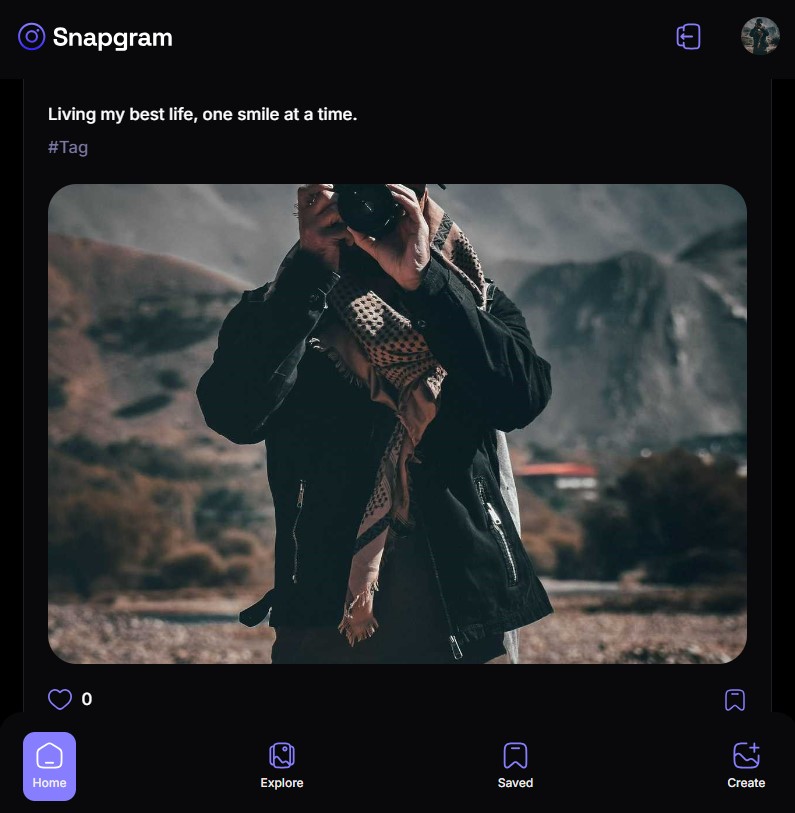 Snapgram
Living my best life, one smile at a time.
#Tag
0
Home
Explore
Saved
Create